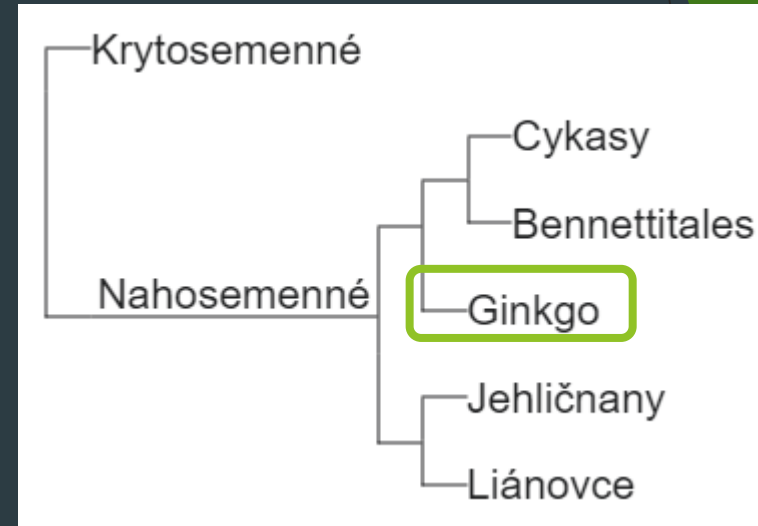 Krytosemenné
Cykasy
Bennettitales
Nahosemenné
Ginkgo
Jehličnany
Liánovce